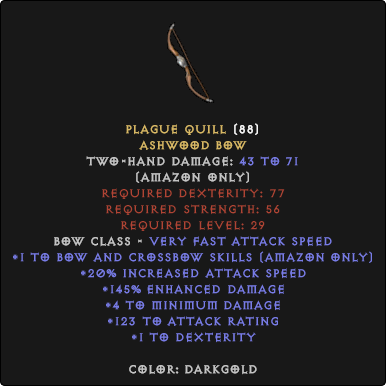 PLAGUE QUILL (88)
ASHWOOD BOW
TWO-HAND DAMAGE: 43 TO 71
(AMAZON ONLY)
REQUIRED DEXTERITY: 77
REQUIRED STRENGTH: 56
REQUIRED LEVEL: 29
BOW CLASS - VERY FAST ATTACK SPEED
+1 TO BOW AND CROSSBOW SKILLS (AMAZON ONLY)
+20% INCREASED ATTACK SPEED
+145% ENHANCED DAMAGE
+4 TO MINIMUM DAMAGE
+123 TO ATTACK RATING
+1 TO DEXTERITY
COLOR: DARKGOLD